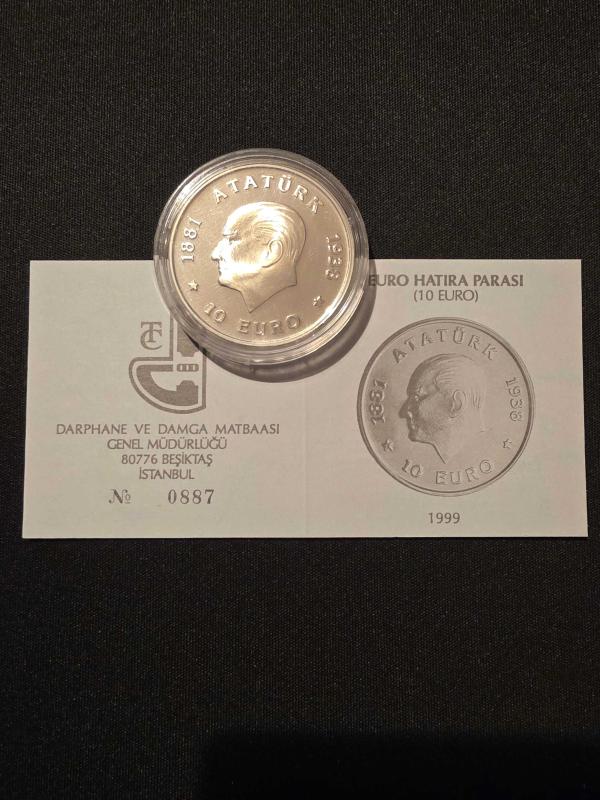 ATATÜRK
1881
1938
10 EURO
TC
DARPHANE VE DAMGA MATBAASI
GENEL MÜDÜRLÜĞÜ
80776 BEŞİKTAŞ
İSTANBUL
№ 0887
EURO HATIRA PARASI
(10 EURO)
ATATÜRK
1881
1938
10 EURO
1999